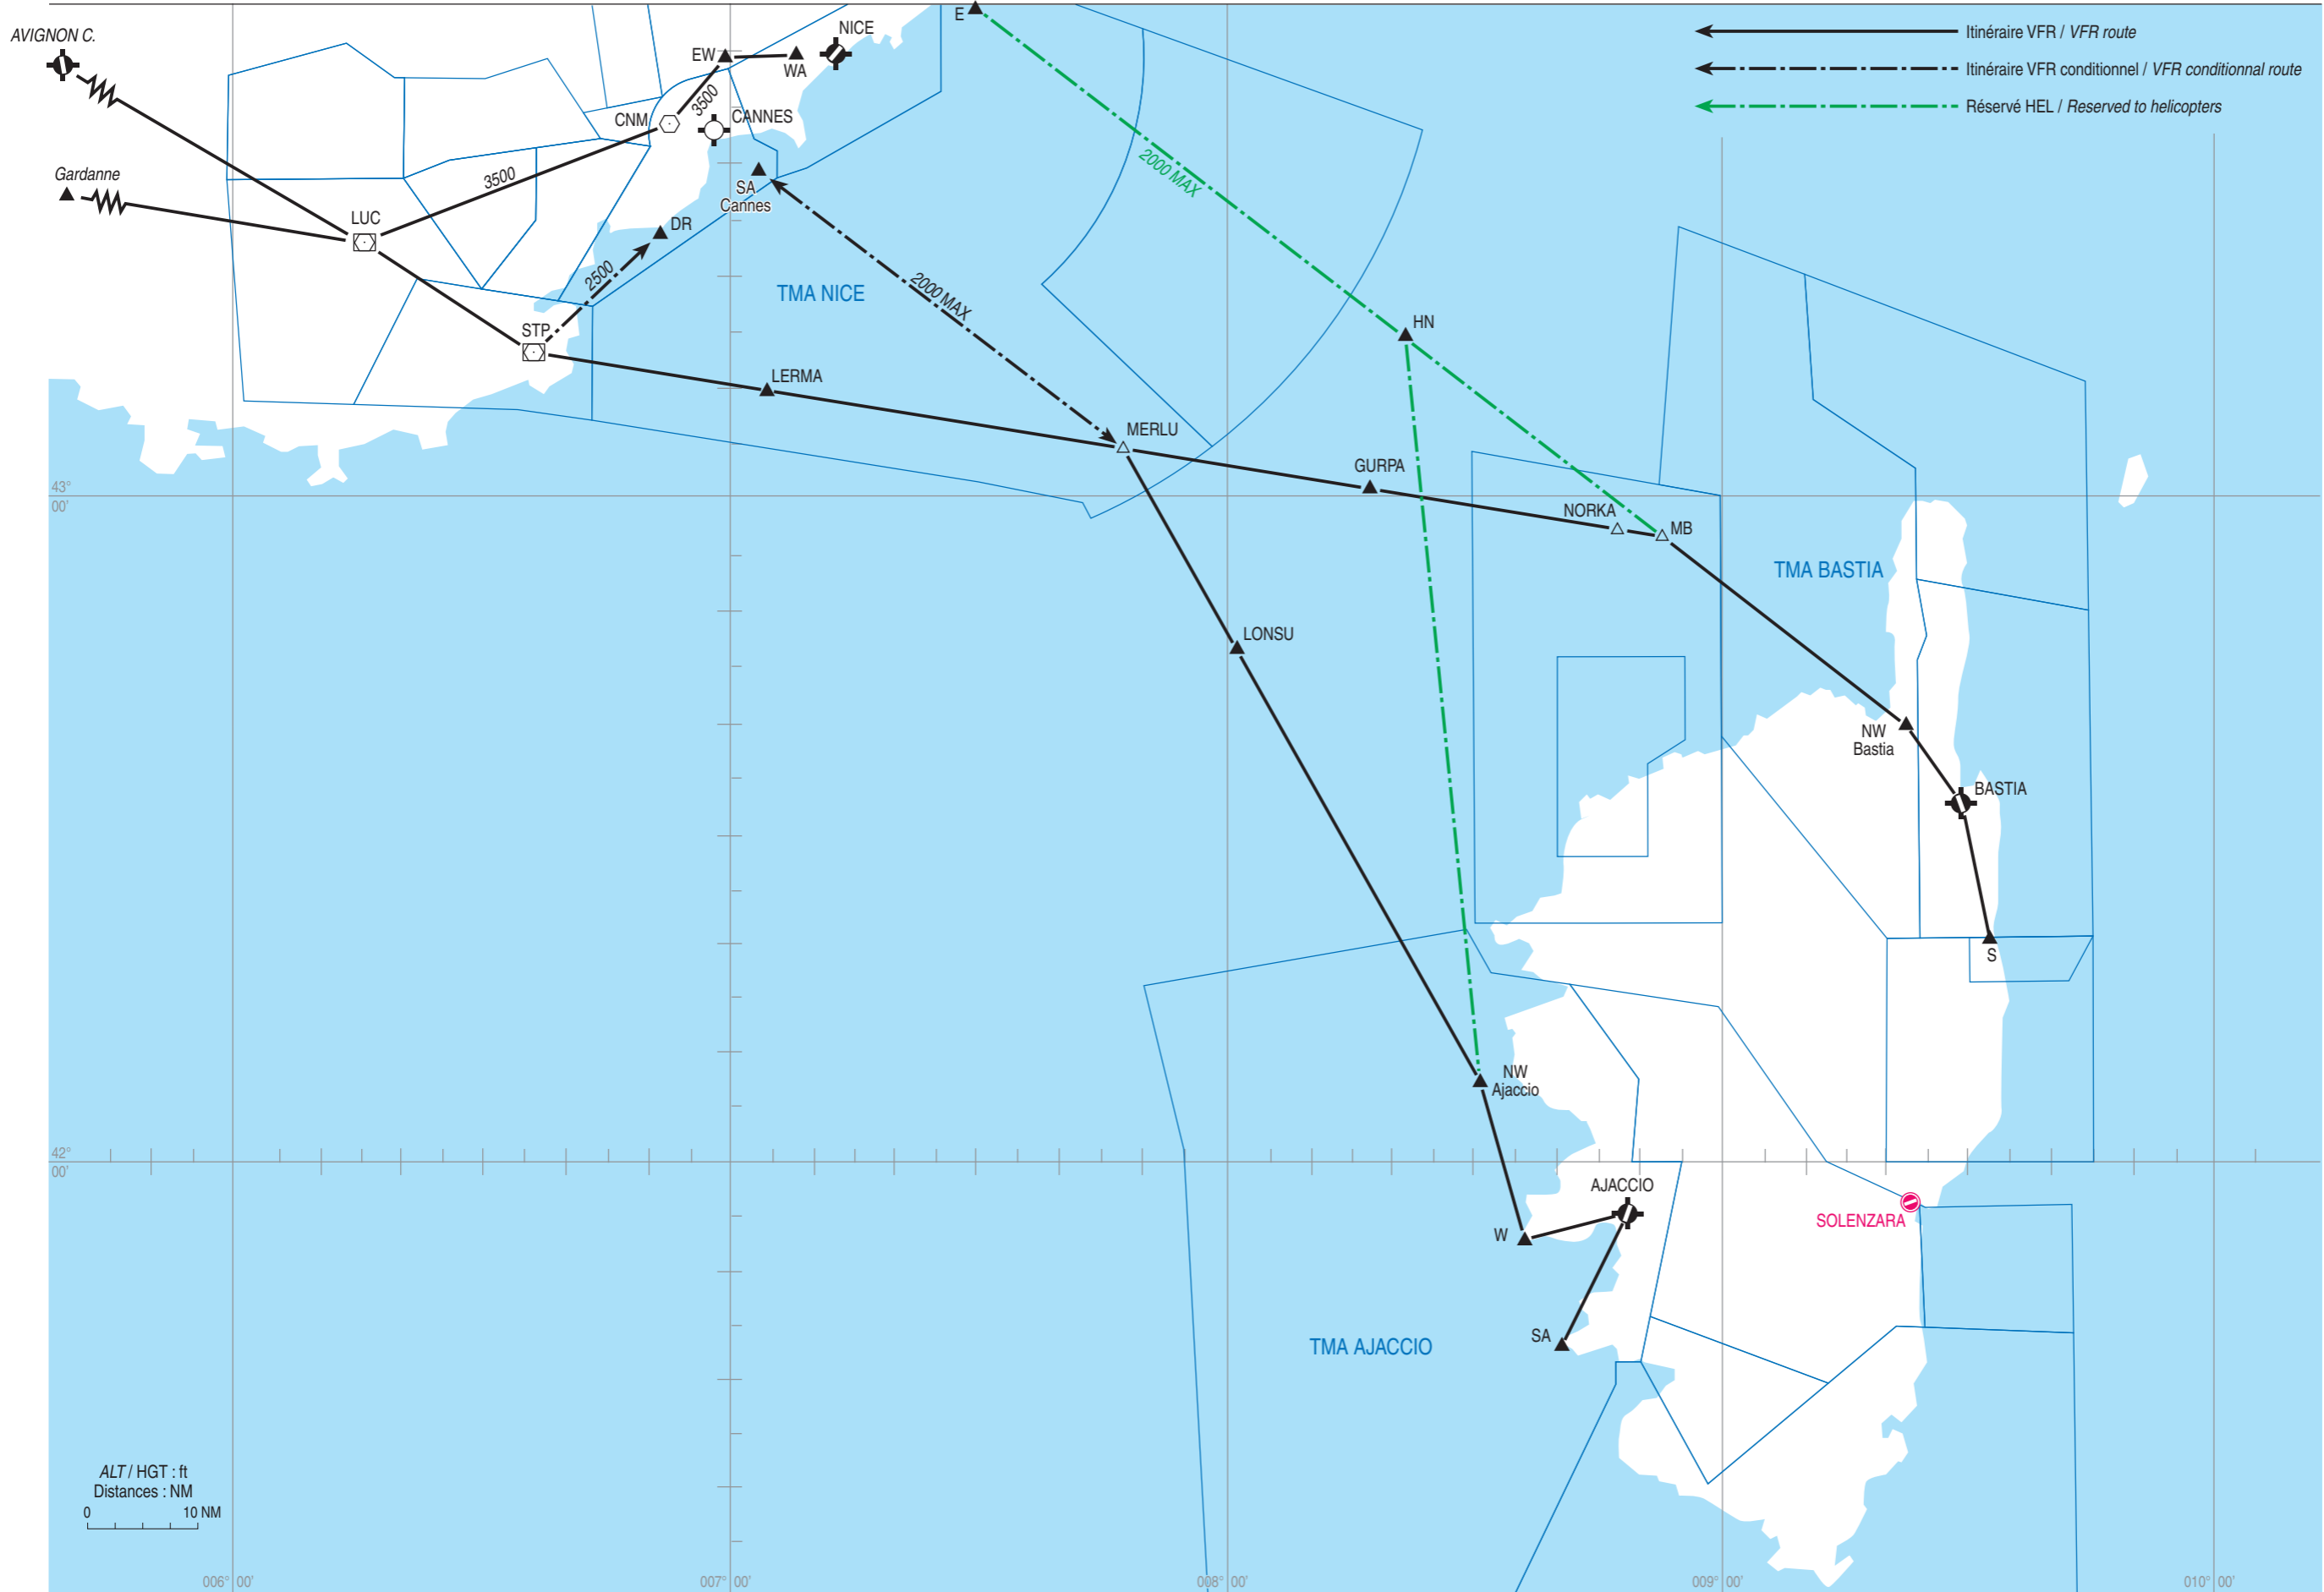 AVIGNON C.
E
NICE
EW
WA
Itinéraire VFR / VFR route
Itinéraire VFR conditionnel / VFR conditionnal route
Réservé HEL / Reserved to helicopters
3500
CNM
CANNES
2000 MAX
Gardanne
3500
SA
Cannes
LUC
DR
2500
TMA NICE
2000 MAX
STP
HN
LERMA
MERLU
GURPA
43°
00'
NORKA
MB
TMA BASTIA
LONSU
NW
Bastia
BASTIA
S
NW
Ajaccio
42°
00'
AJACCIO
W
SOLENZARA
SA
TMA AJACCIO
ALT / HGT : ft
Distances : NM
0 10 NM
006° 00'
007° 00'
008° 00'
009° 00'
010° 00'